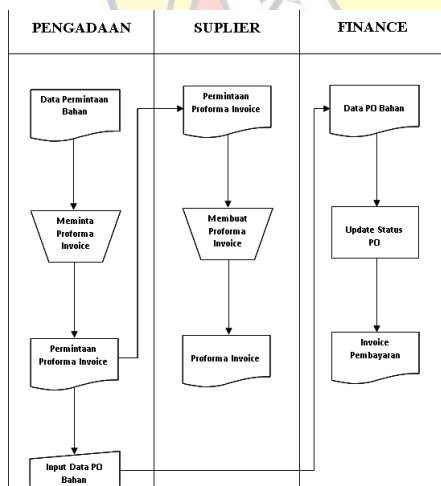 PENGADAAN
SUPLIER
FINANCE
Data Permintaan
Bahan
Meminta
Proforma
Invoice
Permintaan
Proforma Invoice
Input Data PO
Bahan
Permintaan
Proforma Invoice
Membuat
Proforma
Invoice
Proforma Invoice
Data PO Bahan
Update Status
PO
Invoice
Pembayaran